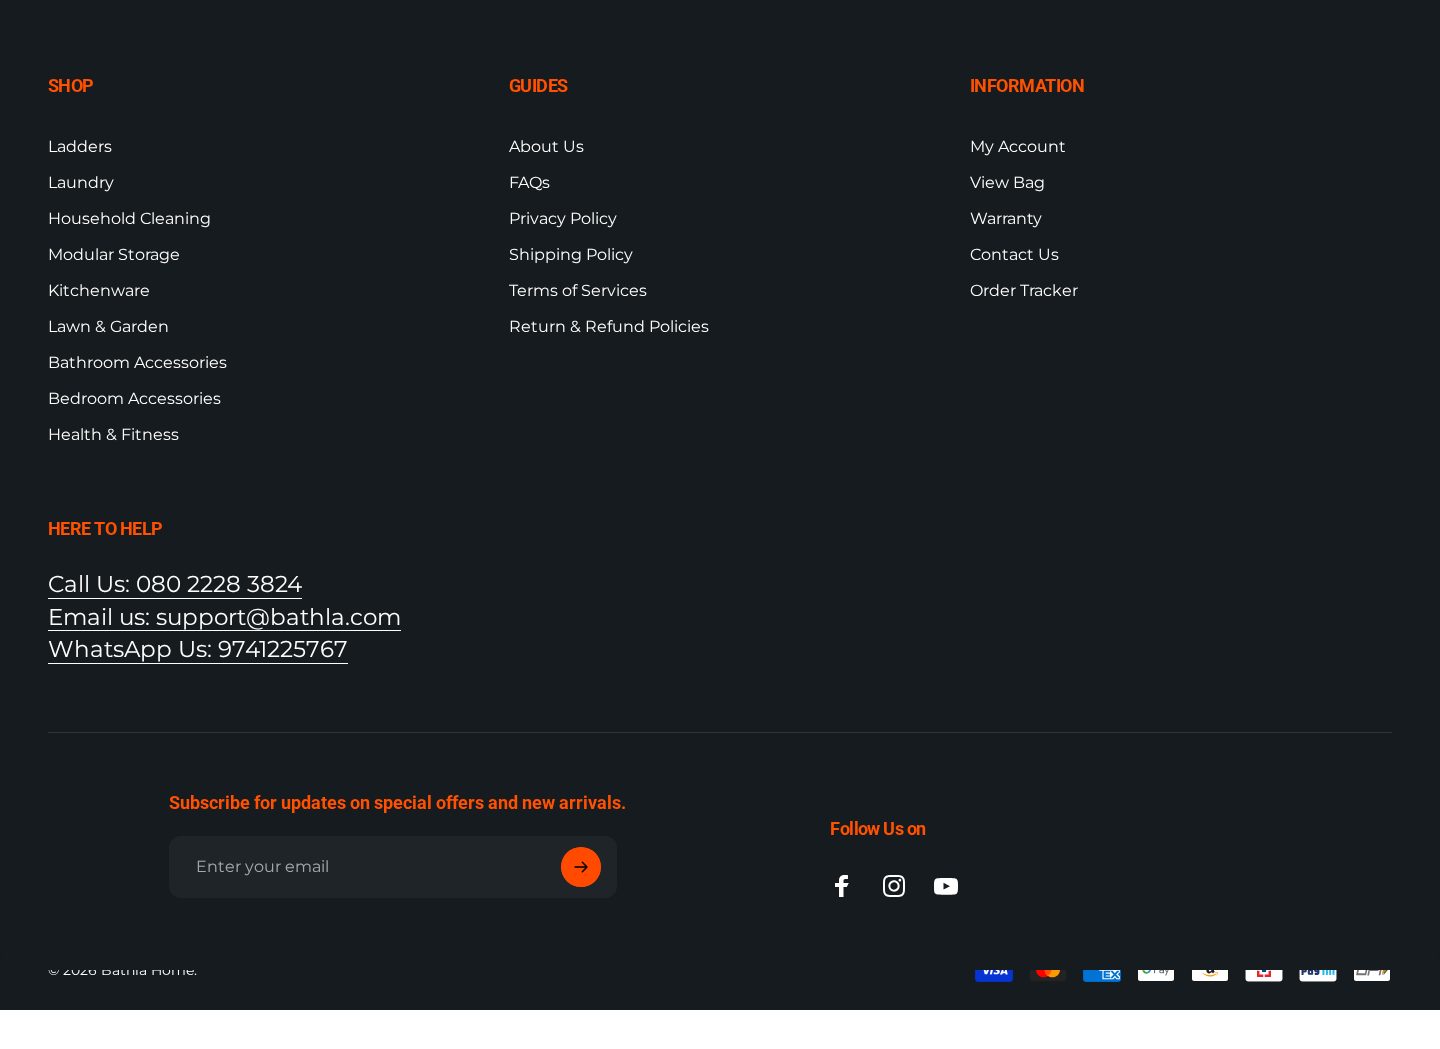 SHOP
Ladders
Laundry
Household Cleaning
Modular Storage
Kitchenware
Lawn & Garden
Bathroom Accessories
Bedroom Accessories
Health & Fitness
GUIDES
About Us
FAQs
Privacy Policy
Shipping Policy
Terms of Services
Return & Refund Policies
INFORMATION
My Account
View Bag
Warranty
Contact Us
Order Tracker
HERE TO HELP
Call Us: 080 2228 3824
Email us: support@bathla.com
WhatsApp Us: 9741225767
Subscribe for updates on special offers and new arrivals.
Enter your email
Follow Us on
© 2026 Bathla Home.
VISA